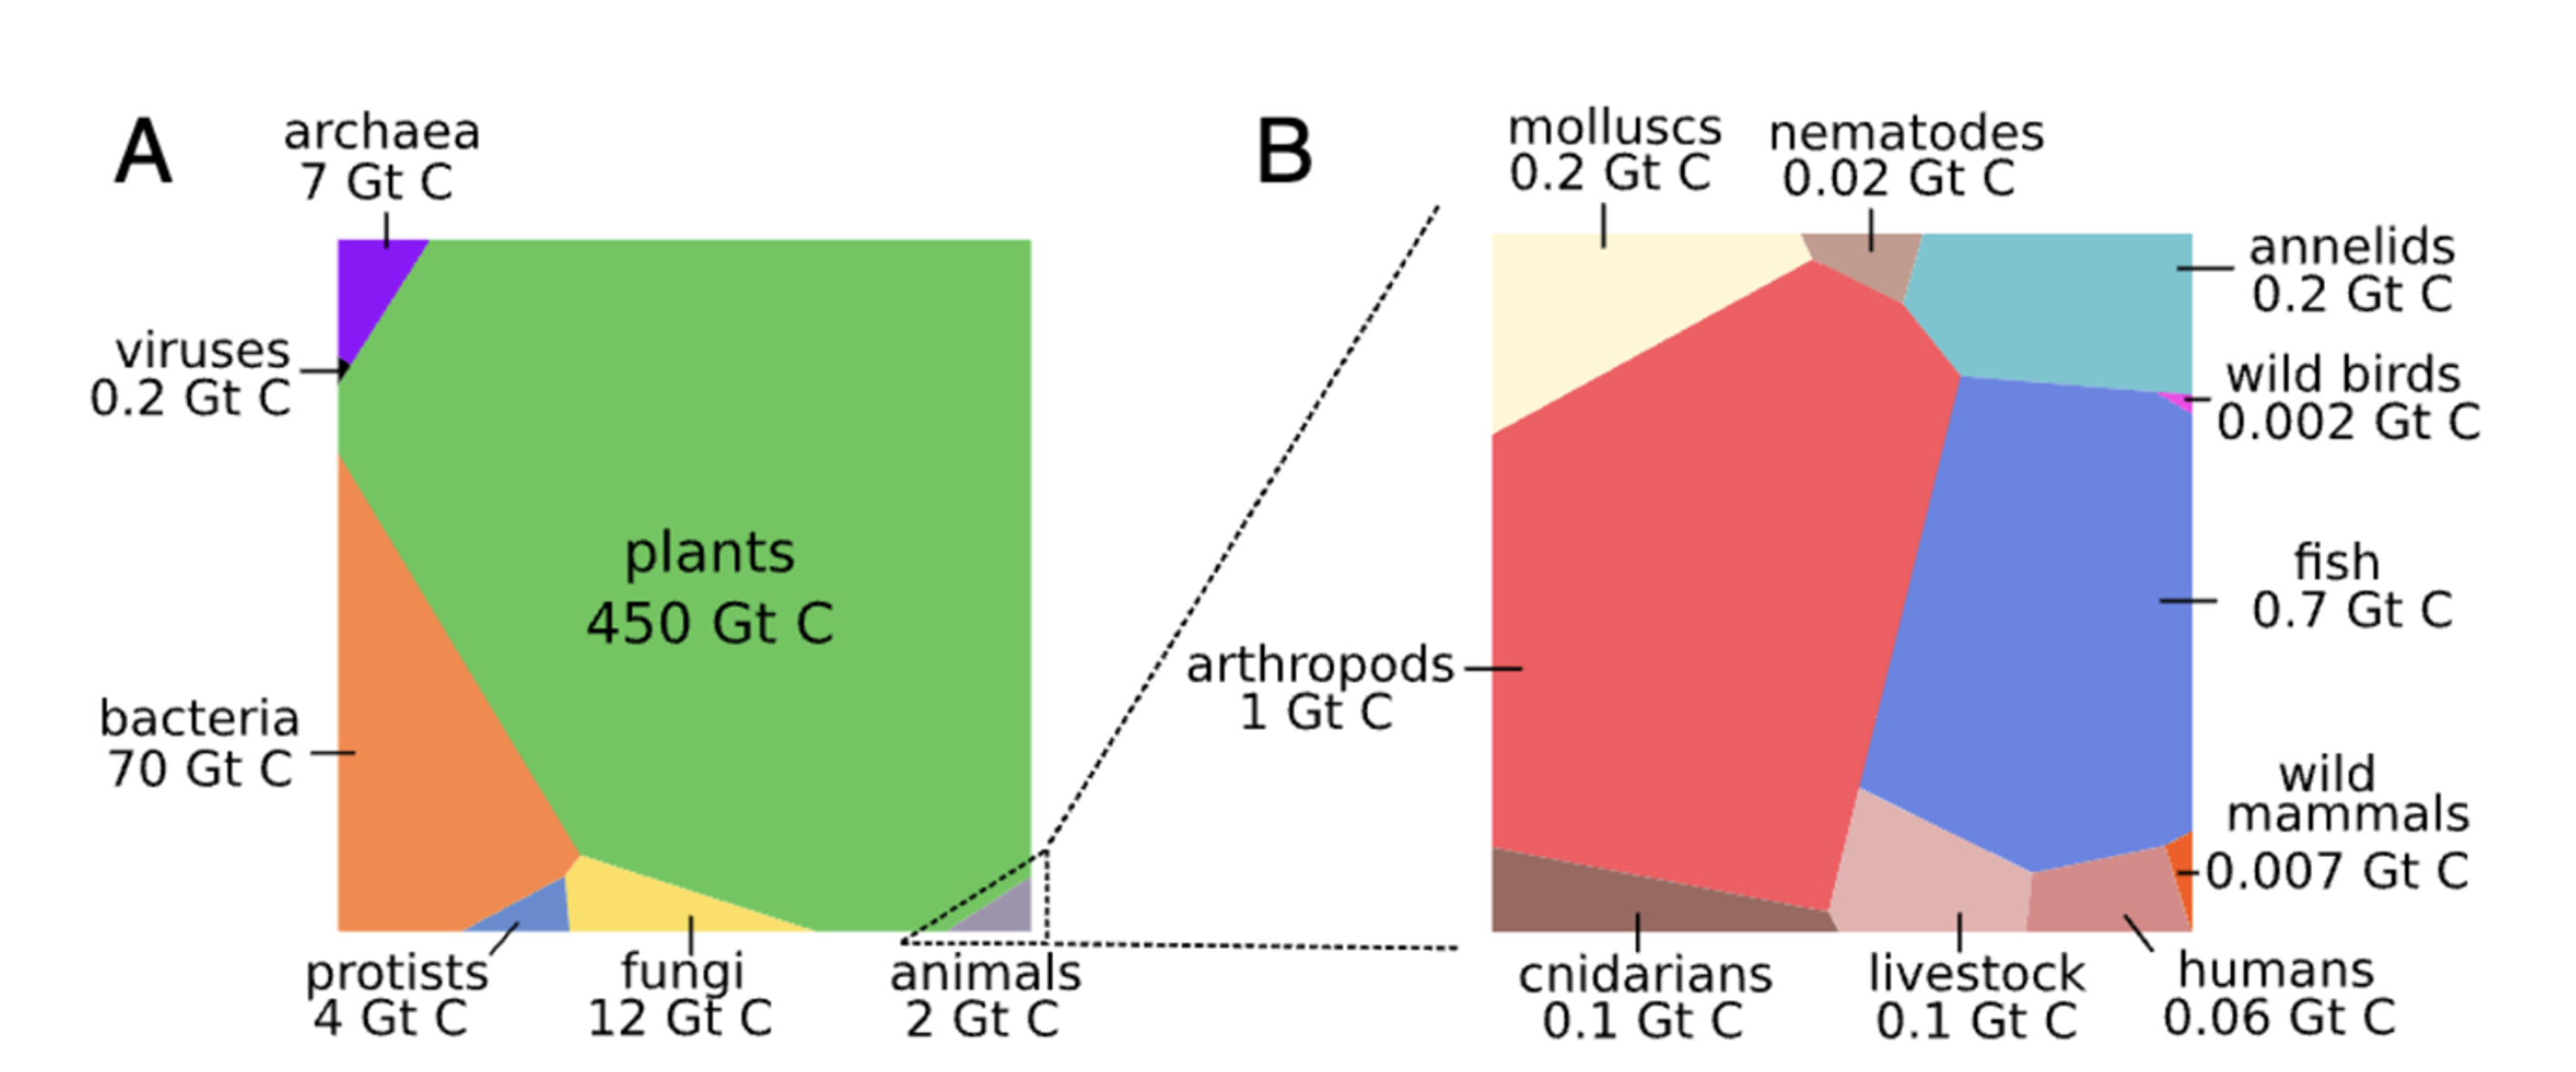 A
archaea
7 Gt C
viruses
0.2 Gt C
plants
450 Gt C
bacteria
70 Gt C
protists
4 Gt C
fungi
12 Gt C
animals
2 Gt C
B
molluscs
0.2 Gt C
nematodes
0.02 Gt C
annelids
0.2 Gt C
wild birds
0.002 Gt C
fish
0.7 Gt C
arthropods
1 Gt C
wild
mammals
0.007 Gt C
cnidarians
0.1 Gt C
livestock
0.1 Gt C
humans
0.06 Gt C